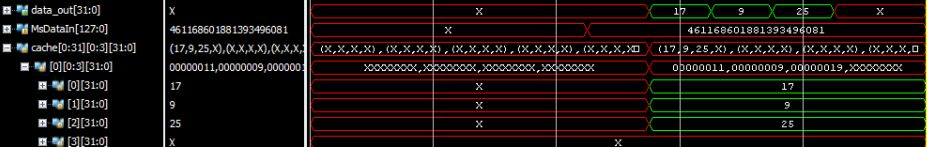 data_out[31:0] X X 17 9 25 X
MsDataIn[127:0] 461168601881393496081 X 461168601881393496081
cache[0:31][0:3][31:0] (17,9,25,X),(X,X,X,X),(X,X,X (X,X,X,X),(X,X,X,X),(X,X,X,X),(X,X,X,X),(X,X,X,X (17,9,25,X),(X,X,X,X),(X,X,X,X),(X,X,X,
[0][0:3][31:0] 00000011,00000009,0000001 XXXXXXXX,XXXXXXXX,XXXXXXXX,XXXXXXXX 00000011,00000009,00000019,XXXXXXXX
[0][31:0] 17 X 17
[1][31:0] 9 X 9
[2][31:0] 25 X 25
[3][31:0] X X